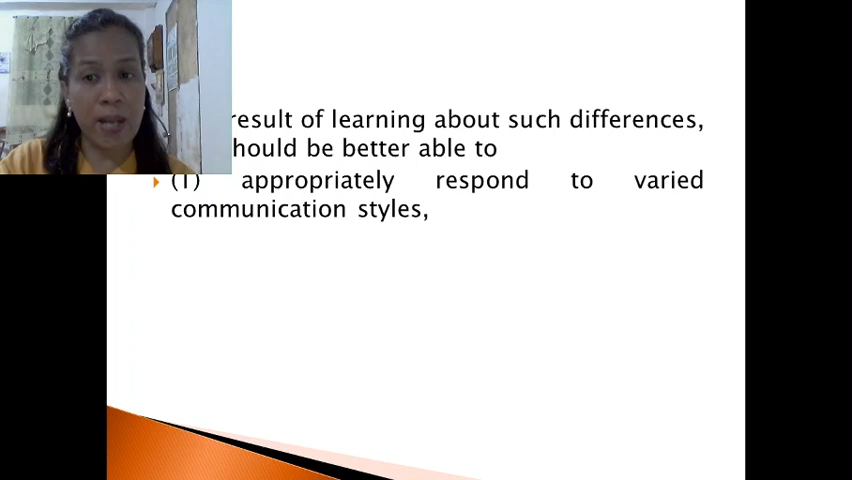 result of learning about such differences,
hould be better able to
(1) appropriately respond to varied
communication styles,